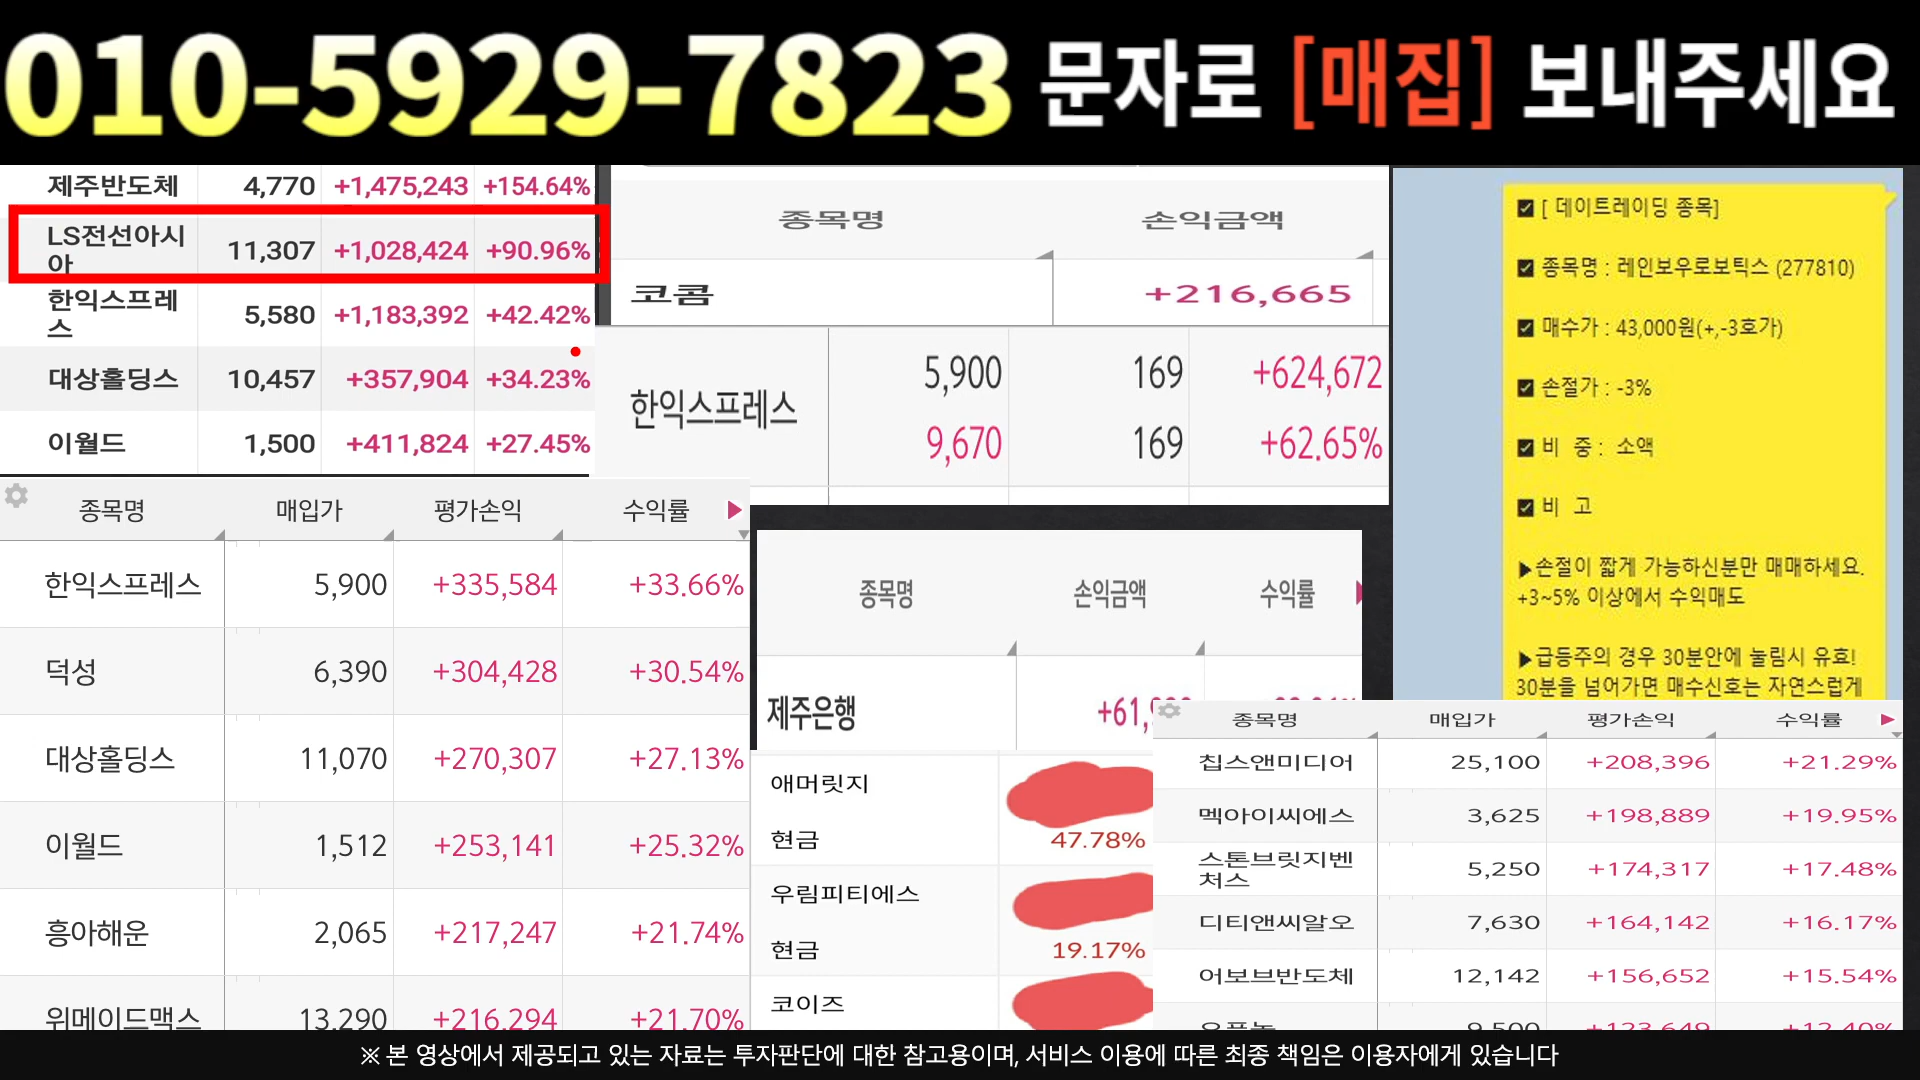 010-5929-7823 문자로 [매집] 보내주세요
제주반도체 4,770 +1,475,243 +154.64%
LS전선아시
아 11,307 +1,028,424 +90.96%
한익스프레
스 5,580 +1,183,392 +42.42%
대상홀딩스 10,457 +357,904 +34.23%
이월드 1,500 +411,824 +27.45%
종목명 손익금액
코콤 +216,665
한익스프레스 5,900 169 +624,672
9,670 169 +62.65%
☑ [ 데이트레이딩 종목]
☑ 종목명 : 레인보우로보틱스 (277810)
☑ 매수가 : 43,000원(+,-3호가)
☑ 손절가 : -3%
☑ 비 중 : 소액
☑ 비 고
▶손절이 짧게 가능하신분만 매매하세요.
+3~5% 이상에서 수익매도
▶급등주의 경우 30분안에 눌림시 유효!
30분을 넘어가면 매수신호는 자연스럽게
종목명 매입가 평가손익 수익률
한익스프레스 5,900 +335,584 +33.66%
덕성 6,390 +304,428 +30.54%
대상홀딩스 11,070 +270,307 +27.13%
이월드 1,512 +253,141 +25.32%
흥아해운 2,065 +217,247 +21.74%
위메이드맥스 13,290 +216,294 +21.70%
종목명 손익금액 수익률
제주은행
애머릿지
현금 47.78%
우림피티에스
현금 19.17%
코이즈
종목명 매입가 평가손익 수익률
칩스앤미디어 25,100 +208,396 +21.29%
멕아이씨에스 3,625 +198,889 +19.95%
스톤브릿지벤
처스 5,250 +174,317 +17.48%
디티앤씨알오 7,630 +164,142 +16.17%
어보브반도체 12,142 +156,652 +15.54%
※ 본 영상에서 제공되고 있는 자료는 투자판단에 대한 참고용이며, 서비스 이용에 따른 최종 책임은 이용자에게 있습니다